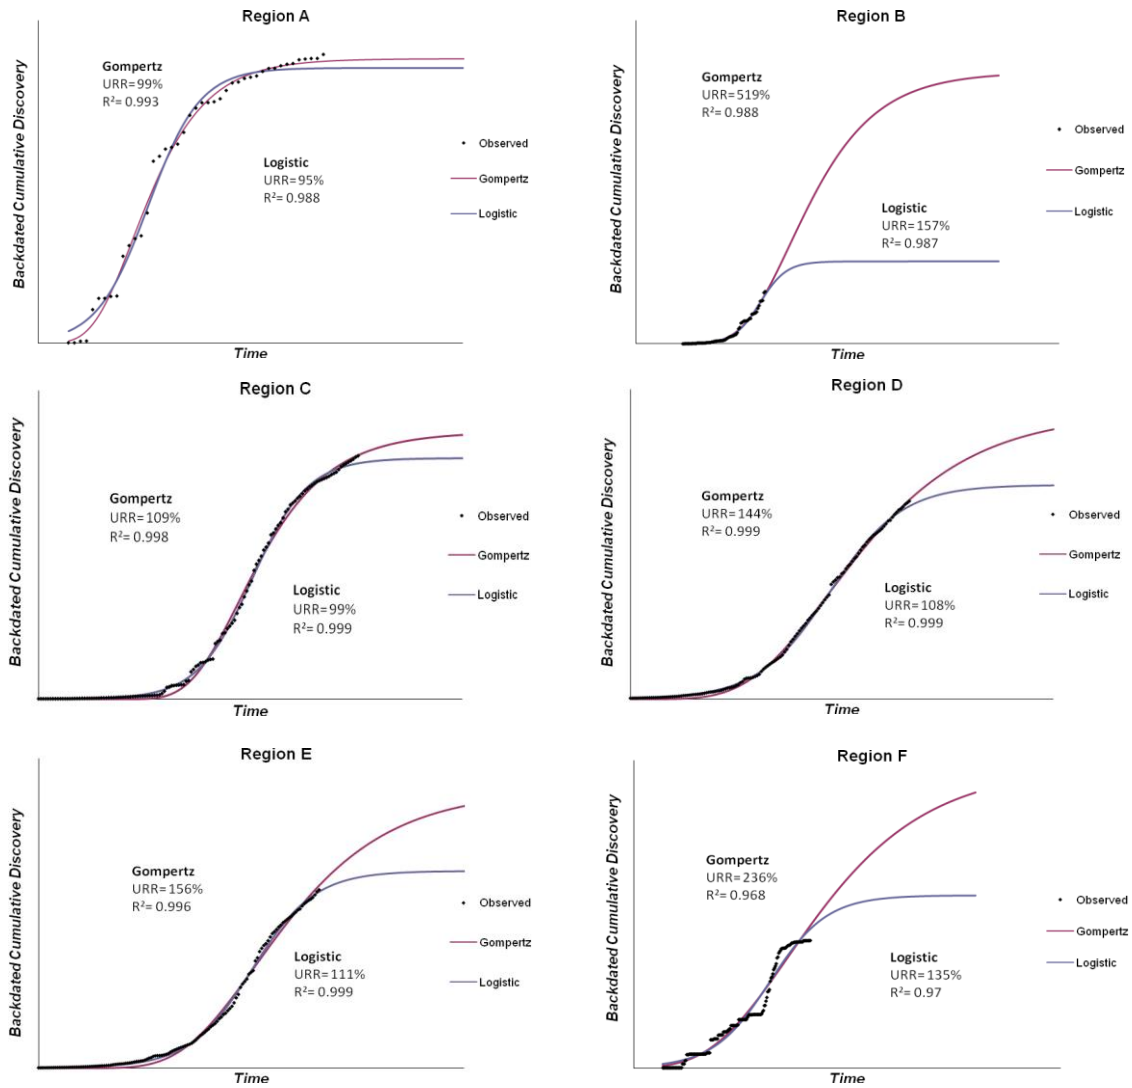 Region A
Backdated Cumulative Discovery
Gompertz
URR= 99%
R²= 0.993
Logistic
URR= 95%
R²= 0.988
Time
Region B
Backdated Cumulative Discovery
Gompertz
URR= 519%
R²= 0.988
Logistic
URR= 157%
R²= 0.987
Observed
Gompertz
Logistic
Observed
Gompertz
Logistic
Time
Region C
Backdated Cumulative Discovery
Gompertz
URR= 109%
R²= 0.998
Logistic
URR= 99%
R²= 0.999
Observed
Gompertz
Logistic
Time
Region D
Backdated Cumulative Discovery
Gompertz
URR= 144%
R²= 0.999
Logistic
URR= 108%
R²= 0.999
Observed
Gompertz
Logistic
Time
Region E
Backdated Cumulative Discovery
Gompertz
URR= 156%
R²= 0.996
Logistic
URR= 111%
R²= 0.999
Observed
Gompertz
Logistic
Time
Region F
Backdated Cumulative Discovery
Gompertz
URR= 236%
R²= 0.968
Logistic
URR= 135%
R²= 0.97
Observed
Gompertz
Logistic
Time